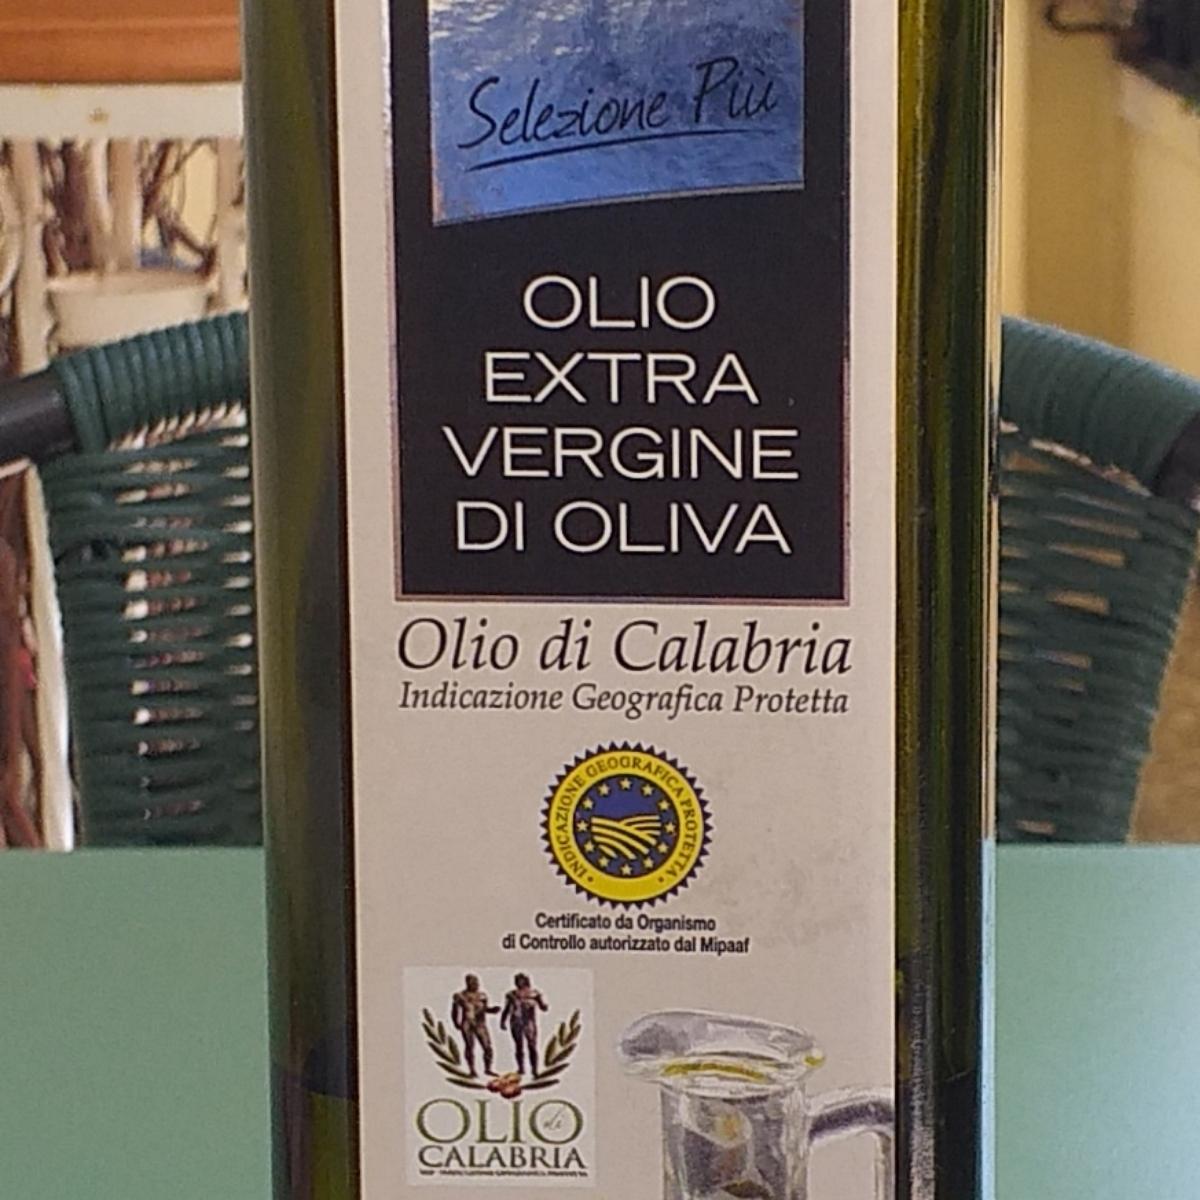 Selezione Più
OLIO
EXTRA
VERGINE
DI OLIVA
Olio di Calabria
Indicazione Geografica Protetta
INDICAZIONE GEOGRAFICA PROTETTA
Certificato da Organismo
di Controllo autorizzato dal Mipaaf
OLIO di
CALABRIA